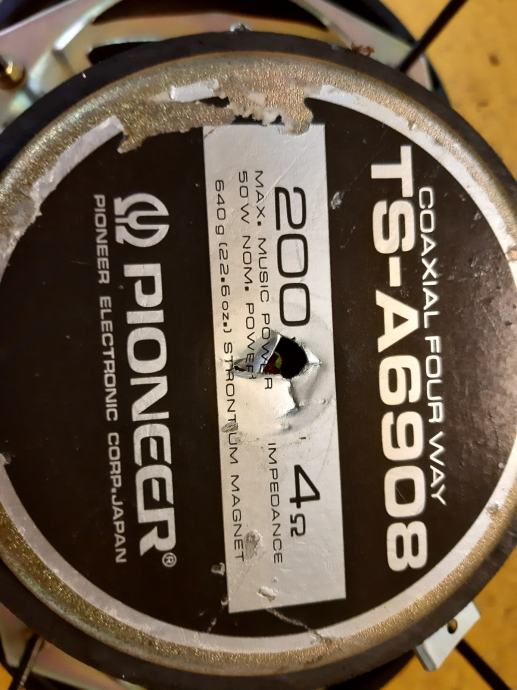 COAXIAL FOUR WAY
TS-A6908
200
MAX. MUSIC POWER
50W NOM. POWER
640g (22.6oz.) STRONTIUM MAGNET
4Ω
IMPEDANCE
PIONEER®
PIONEER ELECTRONIC CORP.JAPAN